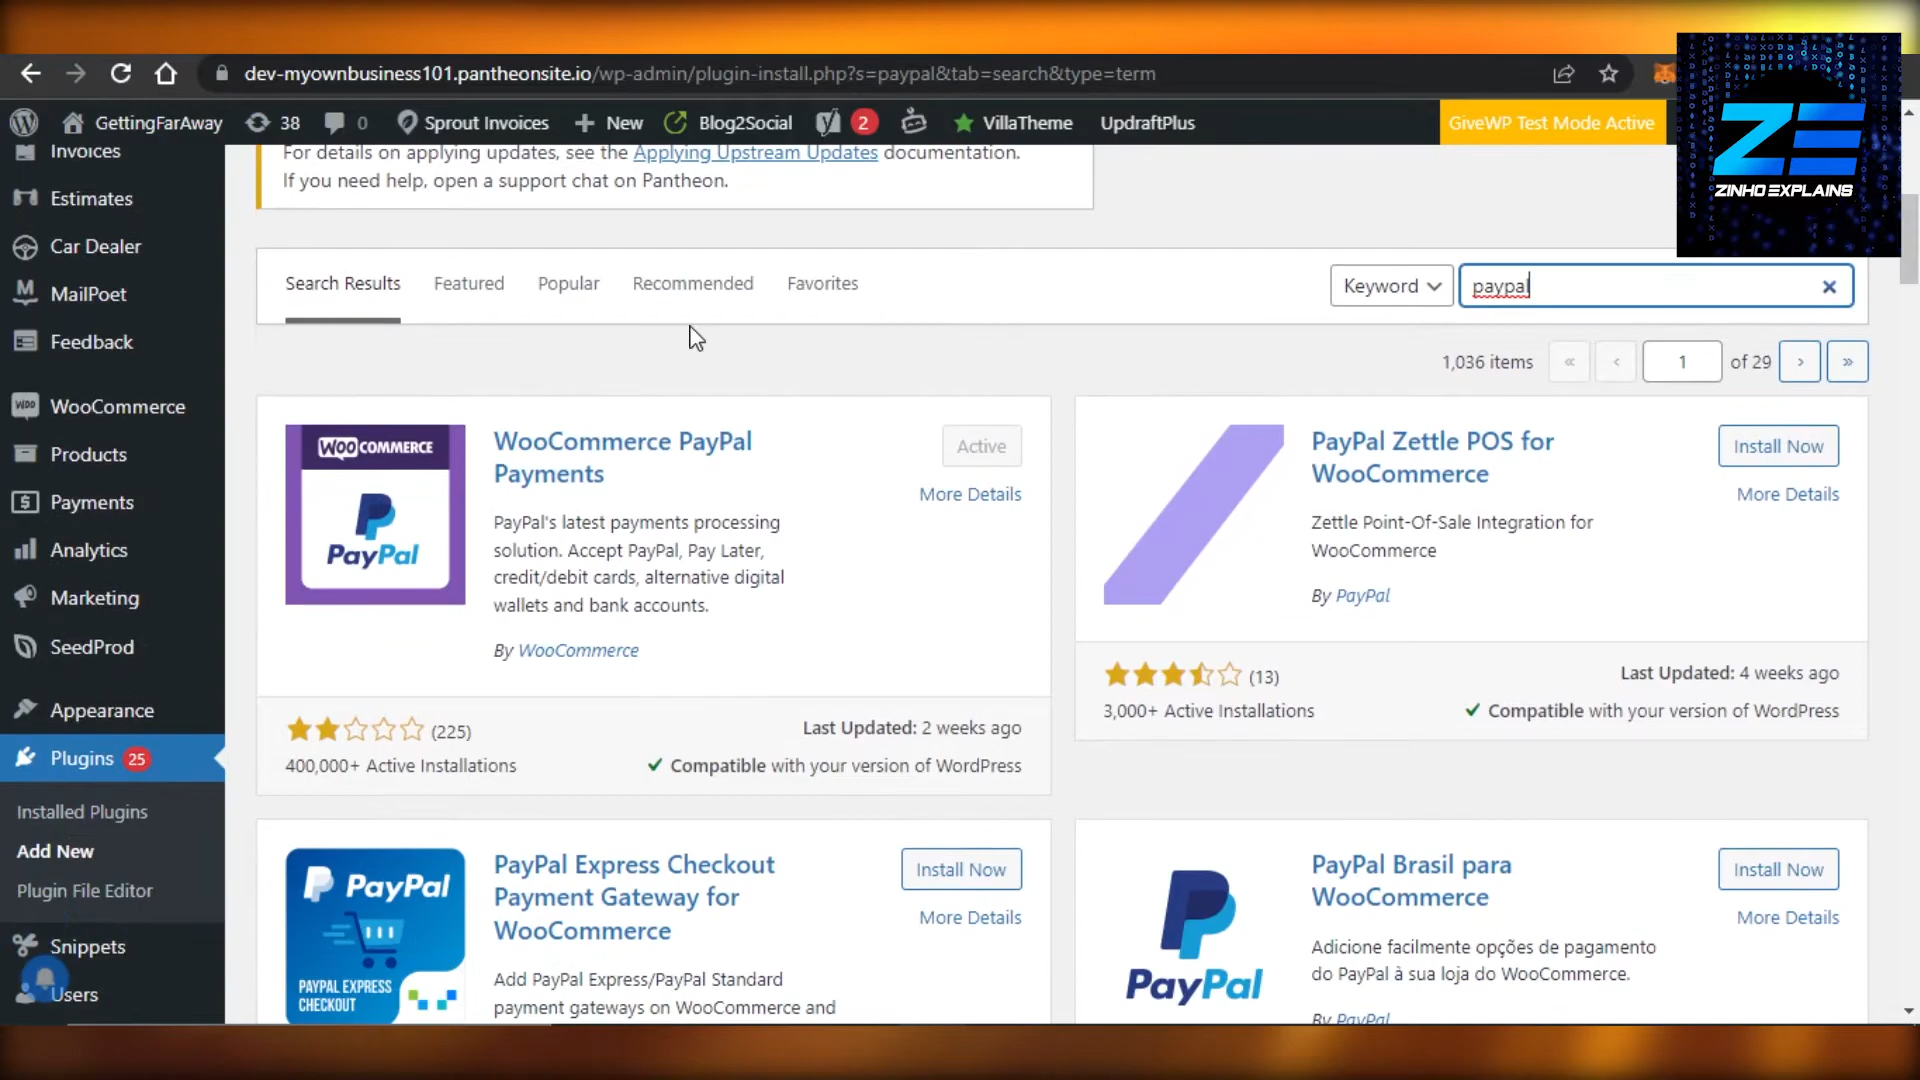 dev-myownbusiness101.pantheonsite.io/wp-admin/plugin-install.php?s=paypal&tab=search&type=term
ZE
ZINHO EXPLAINS
GettingFarAway
38
0
Sprout Invoices
New
Blog2Social
2
VillaTheme
UpdraftPlus
GiveWP Test Mode Active
Invoices
Estimates
Car Dealer
MailPoet
Feedback
WooCommerce
Products
Payments
Analytics
Marketing
SeedProd
Appearance
Plugins 25
Installed Plugins
Add New
Plugin File Editor
Snippets
Users
For details on applying updates, see the Applying Upstream Updates documentation.
If you need help, open a support chat on Pantheon.
Search Results
Featured
Popular
Recommended
Favorites
Keyword
paypal
1,036 items
«
‹
1
of 29
›
»
WOO COMMERCE
PayPal
WooCommerce PayPal
Payments
Active
More Details
PayPal's latest payments processing
solution. Accept PayPal, Pay Later,
credit/debit cards, alternative digital
wallets and bank accounts.
By WooCommerce
(225)
Last Updated: 2 weeks ago
400,000+ Active Installations
Compatible with your version of WordPress
PayPal Zettle POS for
WooCommerce
Install Now
More Details
Zettle Point-Of-Sale Integration for
WooCommerce
By PayPal
(13)
Last Updated: 4 weeks ago
3,000+ Active Installations
Compatible with your version of WordPress
PayPal
PAYPAL EXPRESS
CHECKOUT
PayPal Express Checkout
Payment Gateway for
WooCommerce
Install Now
More Details
Add PayPal Express/PayPal Standard
payment gateways on WooCommerce and
PayPal
PayPal Brasil para
WooCommerce
Install Now
More Details
Adicione facilmente opções de pagamento
do PayPal à sua loja do WooCommerce.
By PayPal